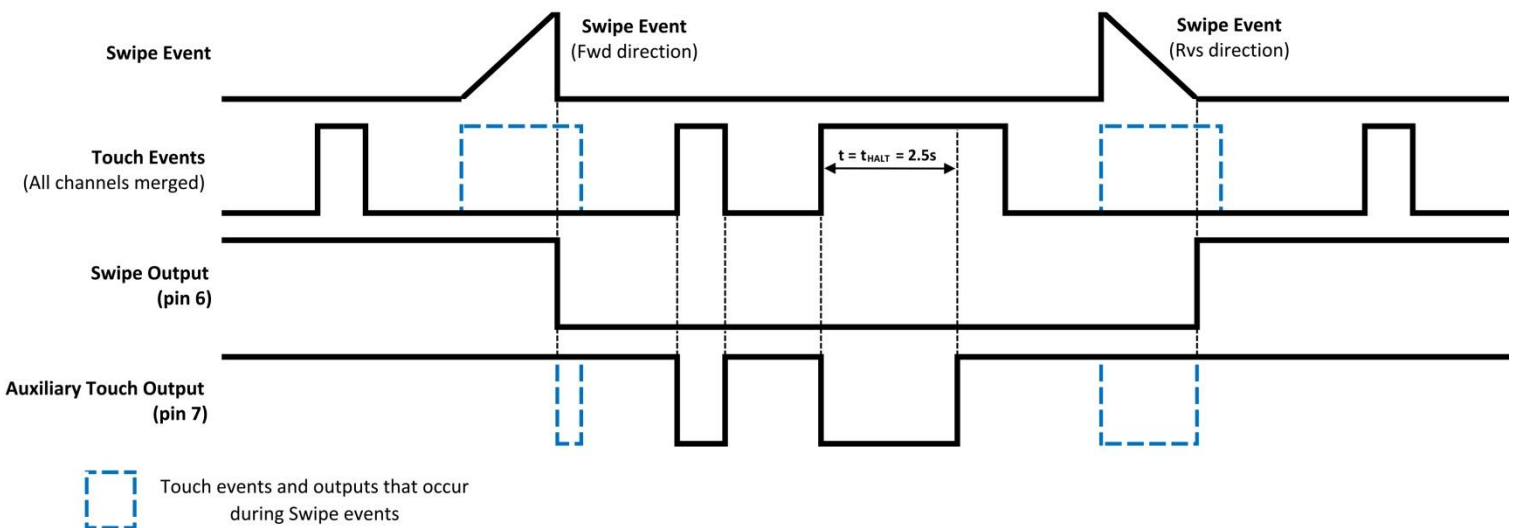 Swipe Event
Swipe Event
(Fwd direction)
Swipe Event
(Rvs direction)
Touch Events
(All channels merged)
t = tHALT = 2.5s
Swipe Output
(pin 6)
Auxiliary Touch Output
(pin 7)
Touch events and outputs that occur
during Swipe events